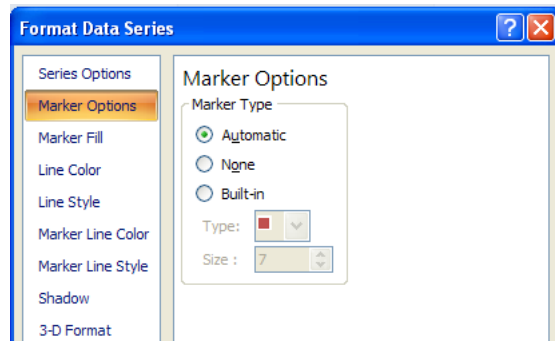 Format Data Series
Series Options
Marker Options
Marker Fill
Line Color
Line Style
Marker Line Color
Marker Line Style
Shadow
3-D Format
Marker Options
Marker Type
Automatic
None
Built-in
Type:
Size : 7